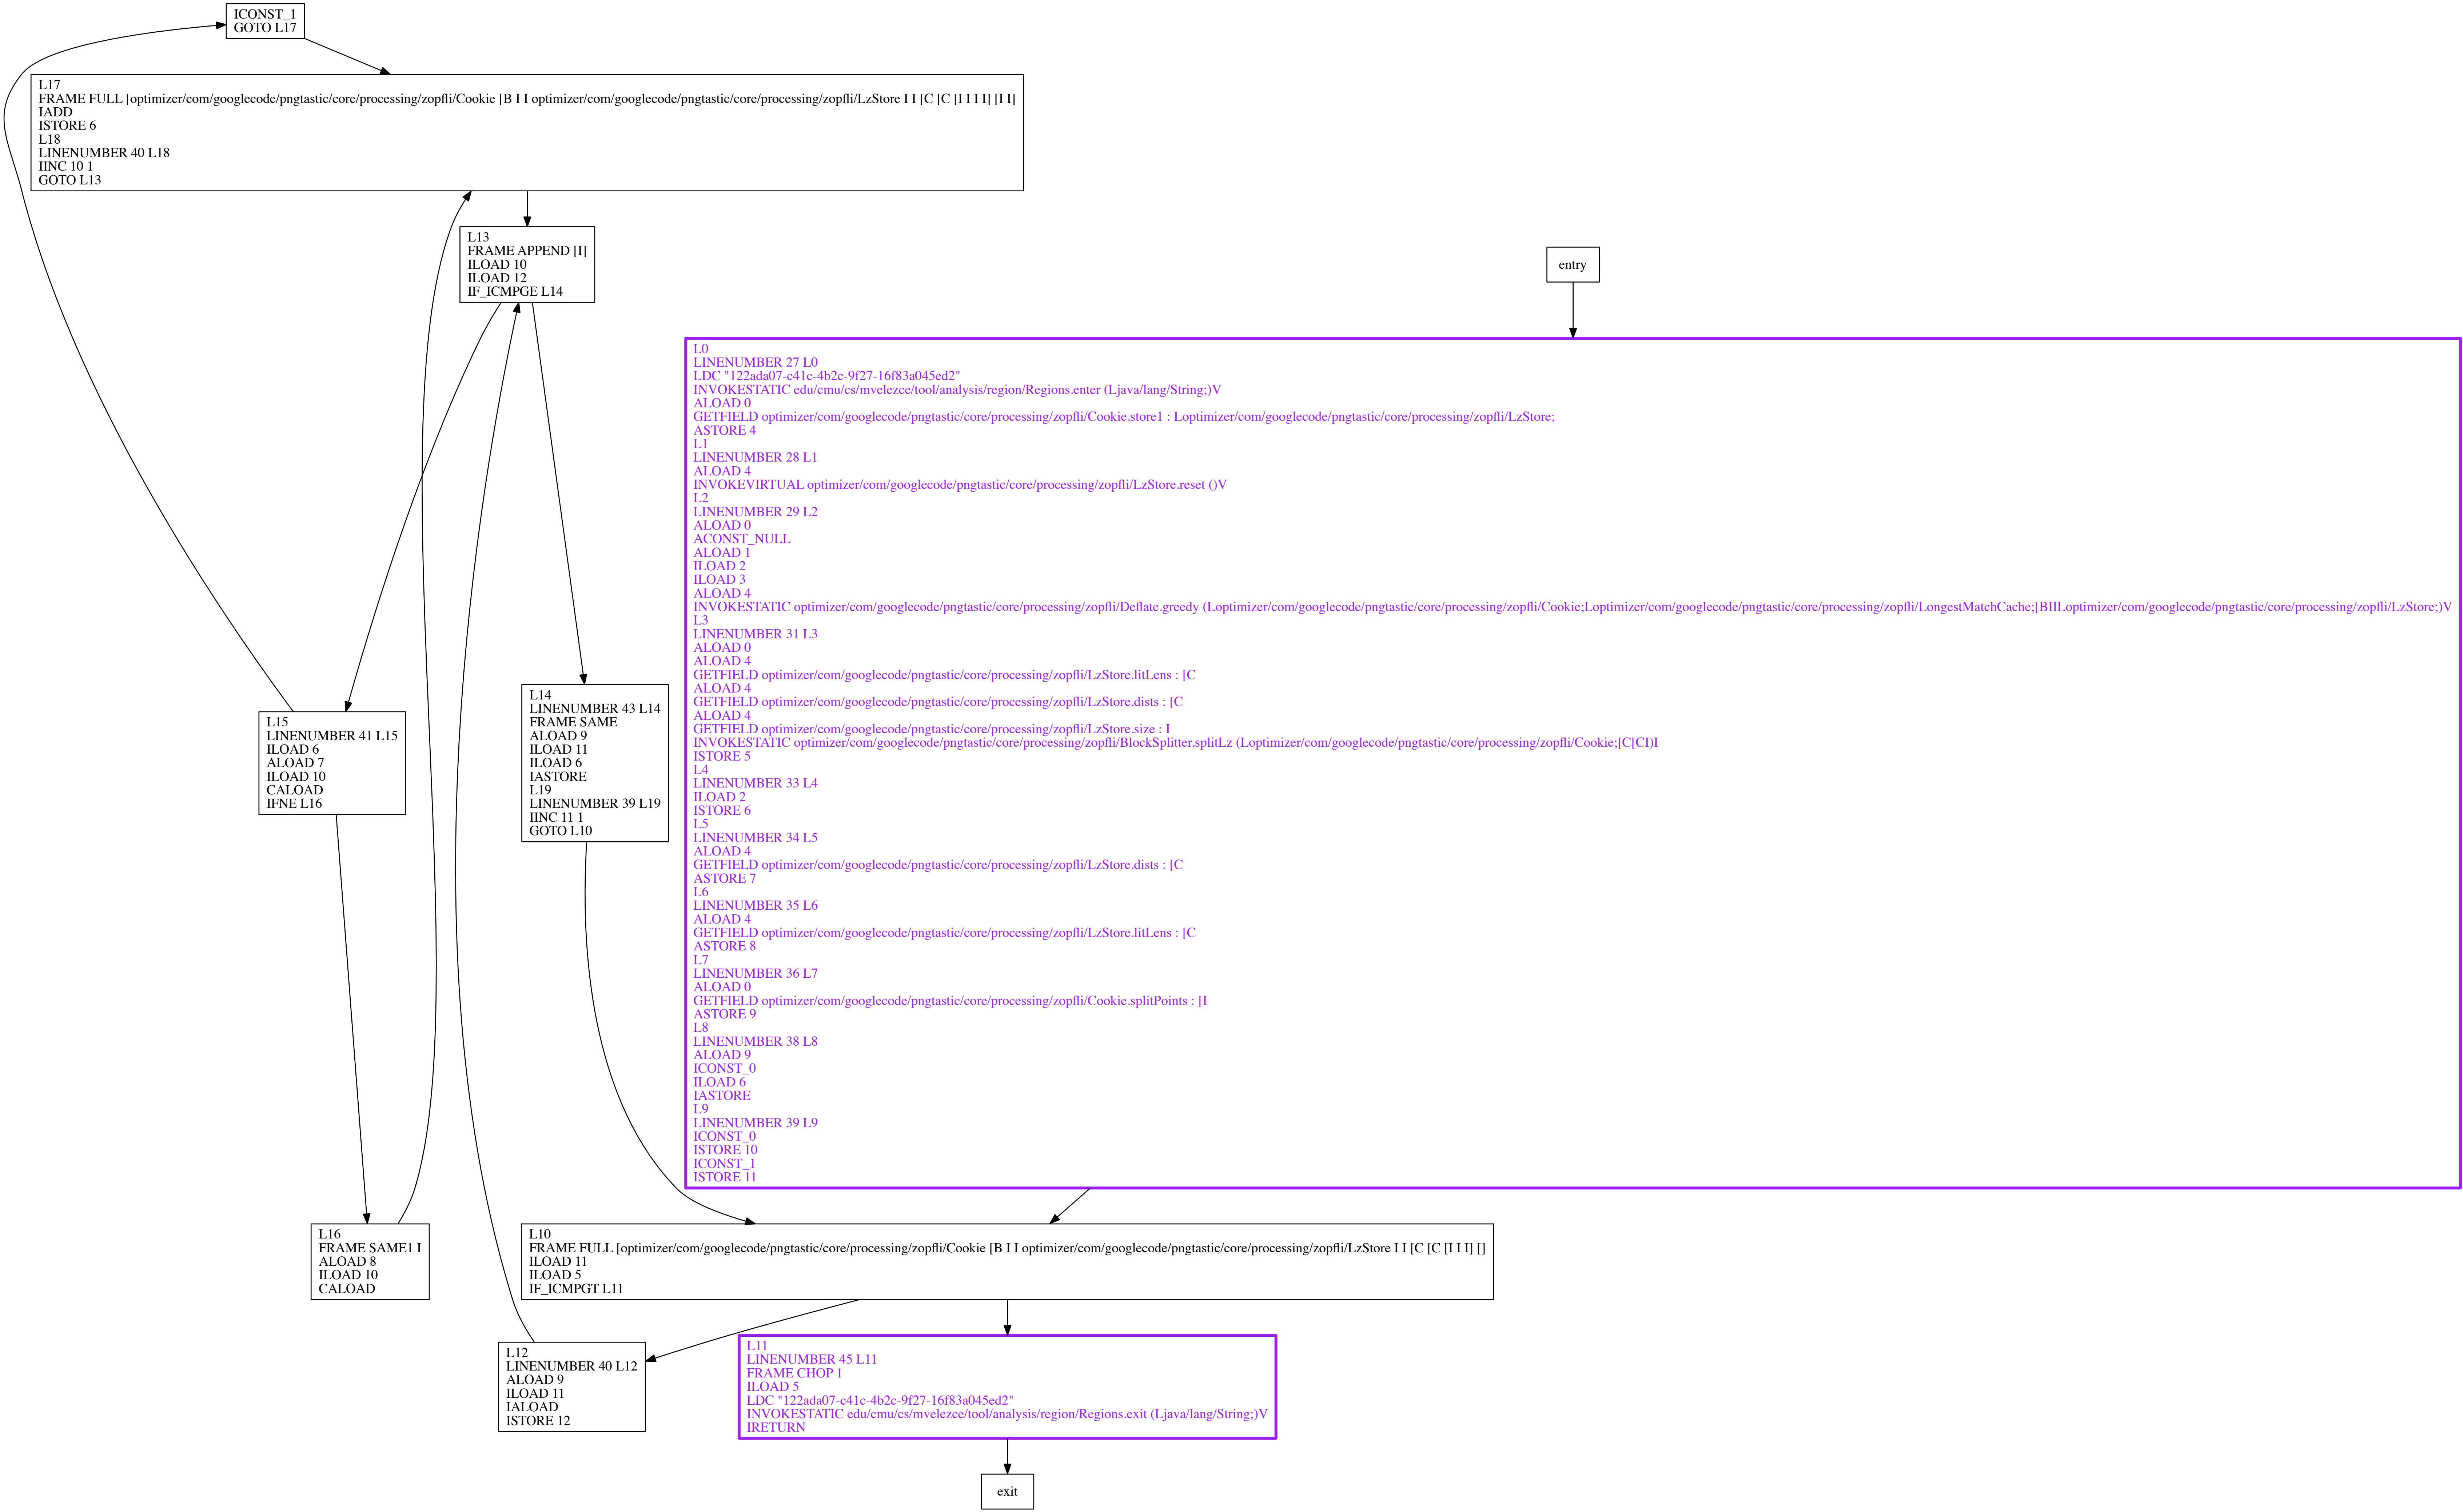 ICONST_1
GOTO L17
L17
FRAME FULL [optimizer/com/googlecode/pngtastic/core/processing/zopfli/Cookie [B I I optimizer/com/googlecode/pngtastic/core/processing/zopfli/LzStore I I [C [C [I I I I] [I I]
IADD
ISTORE 6
L18
LINENUMBER 40 L18
IINC 10 1
GOTO L13
L13
FRAME APPEND [I]
ILOAD 10
ILOAD 12
IF_ICMPGE L14
entry
L0
LINENUMBER 27 L0
LDC "122ada07-c41c-4b2c-9f27-16f83a045ed2"
INVOKESTATIC edu/cmu/cs/mvelezce/tool/analysis/region/Regions.enter (Ljava/lang/String;)V
ALOAD 0
GETFIELD optimizer/com/googlecode/pngtastic/core/processing/zopfli/Cookie.store1 : Loptimizer/com/googlecode/pngtastic/core/processing/zopfli/LzStore;
ASTORE 4
L1
LINENUMBER 28 L1
ALOAD 4
INVOKEVIRTUAL optimizer/com/googlecode/pngtastic/core/processing/zopfli/LzStore.reset ()V
L2
LINENUMBER 29 L2
ALOAD 0
ACONST_NULL
ALOAD 1
ILOAD 2
ILOAD 3
ALOAD 4
INVOKESTATIC optimizer/com/googlecode/pngtastic/core/processing/zopfli/Deflate.greedy (Loptimizer/com/googlecode/pngtastic/core/processing/zopfli/Cookie;Loptimizer/com/googlecode/pngtastic/core/processing/zopfli/LongestMatchCache;[BIILoptimizer/com/googlecode/pngtastic/core/processing/zopfli/LzStore;)V
L3
LINENUMBER 31 L3
ALOAD 0
ALOAD 4
GETFIELD optimizer/com/googlecode/pngtastic/core/processing/zopfli/LzStore.litLens : [C
ALOAD 4
GETFIELD optimizer/com/googlecode/pngtastic/core/processing/zopfli/LzStore.dists : [C
ALOAD 4
GETFIELD optimizer/com/googlecode/pngtastic/core/processing/zopfli/LzStore.size : I
INVOKESTATIC optimizer/com/googlecode/pngtastic/core/processing/zopfli/BlockSplitter.splitLz (Loptimizer/com/googlecode/pngtastic/core/processing/zopfli/Cookie;[C[CI)I
ISTORE 5
L4
LINENUMBER 33 L4
ILOAD 2
ISTORE 6
L5
LINENUMBER 34 L5
ALOAD 4
GETFIELD optimizer/com/googlecode/pngtastic/core/processing/zopfli/LzStore.dists : [C
ASTORE 7
L6
LINENUMBER 35 L6
ALOAD 4
GETFIELD optimizer/com/googlecode/pngtastic/core/processing/zopfli/LzStore.litLens : [C
ASTORE 8
L7
LINENUMBER 36 L7
ALOAD 0
GETFIELD optimizer/com/googlecode/pngtastic/core/processing/zopfli/Cookie.splitPoints : [I
ASTORE 9
L8
LINENUMBER 38 L8
ALOAD 9
ICONST_0
ILOAD 6
IASTORE
L9
LINENUMBER 39 L9
ICONST_0
ISTORE 10
ICONST_1
ISTORE 11
L15
LINENUMBER 41 L15
ILOAD 6
ALOAD 7
ILOAD 10
CALOAD
IFNE L16
L14
LINENUMBER 43 L14
FRAME SAME
ALOAD 9
ILOAD 11
ILOAD 6
IASTORE
L19
LINENUMBER 39 L19
IINC 11 1
GOTO L10
L16
FRAME SAME1 I
ALOAD 8
ILOAD 10
CALOAD
L10
FRAME FULL [optimizer/com/googlecode/pngtastic/core/processing/zopfli/Cookie [B I I optimizer/com/googlecode/pngtastic/core/processing/zopfli/LzStore I I [C [C [I I I] []
ILOAD 11
ILOAD 5
IF_ICMPGT L11
L12
LINENUMBER 40 L12
ALOAD 9
ILOAD 11
IALOAD
ISTORE 12
L11
LINENUMBER 45 L11
FRAME CHOP 1
ILOAD 5
LDC "122ada07-c41c-4b2c-9f27-16f83a045ed2"
INVOKESTATIC edu/cmu/cs/mvelezce/tool/analysis/region/Regions.exit (Ljava/lang/String;)V
IRETURN
exit